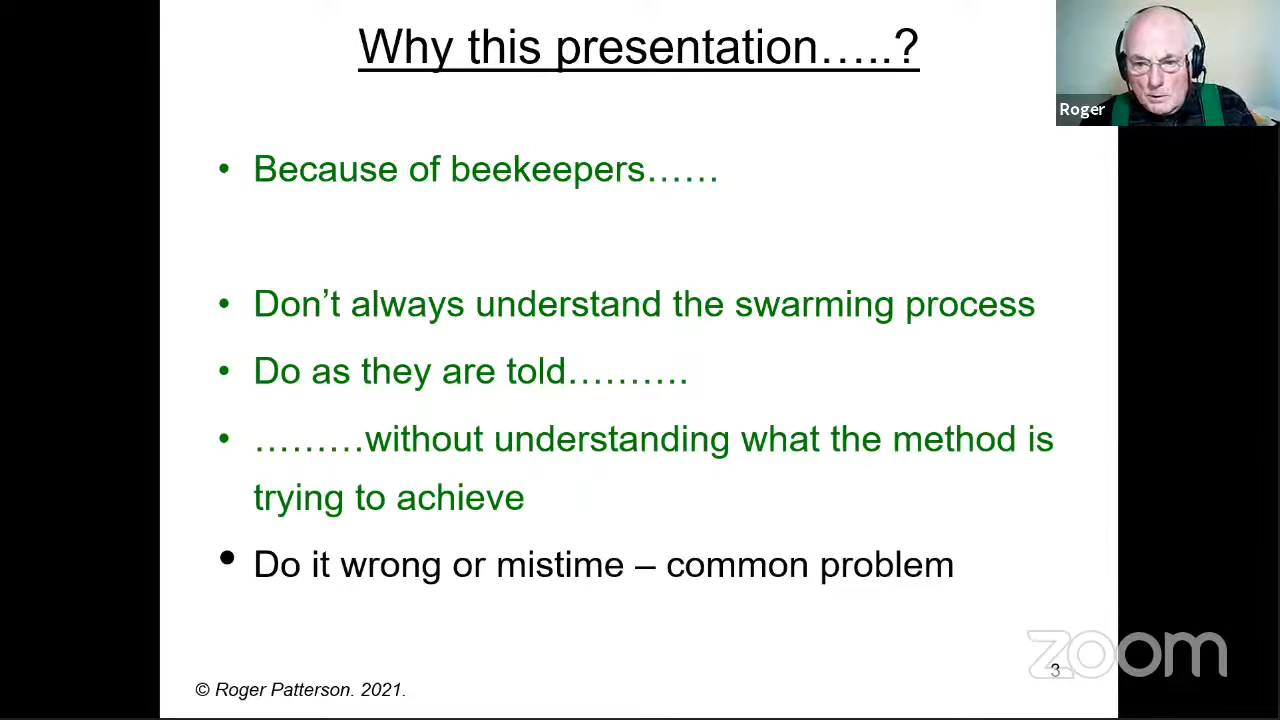 Why this presentation…..?
Roger
• Because of beekeepers……
• Don’t always understand the swarming process
• Do as they are told……….
• ………without understanding what the method is
trying to achieve
• Do it wrong or mistime – common problem
zoom
3
© Roger Patterson. 2021.